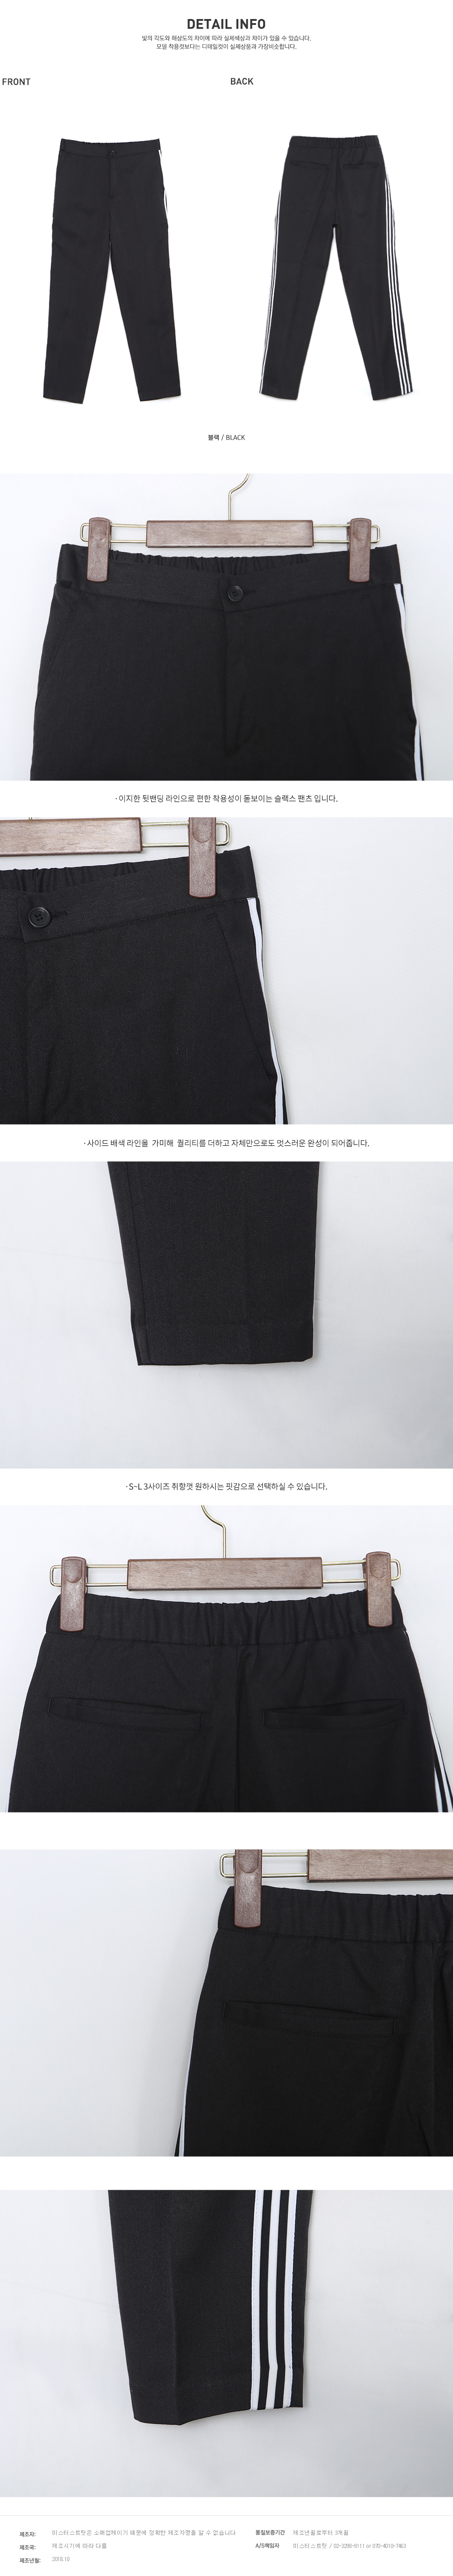 DETAIL INFO
빛의 각도와 해상도의 차이에 따라 실제색상과 차이가 있을 수 있습니다.
모델 착용컷보다는 디테일컷이 실제상품과 가장비슷합니다.
FRONT
BACK
블랙 / BLACK
·이지한 뒷밴딩 라인으로 편한 착용성이 돋보이는 슬랙스 팬츠 입니다.
·사이드 배색 라인을 가미해 퀄리티를 더하고 자체만으로도 멋스러운 완성이 되어줍니다.
·S~L 3사이즈 취향껏 원하시는 핏감으로 선택하실 수 있습니다.
제조자: 미스터스트릿은 소매업체이기 때문에 정확한 제조자명을 알 수 없습니다
제조국: 제조시기에 따라 다름
제조년월: 2018.10
품질보증기간 제조년월로부터
A/S책임자 미스터스트릿 /